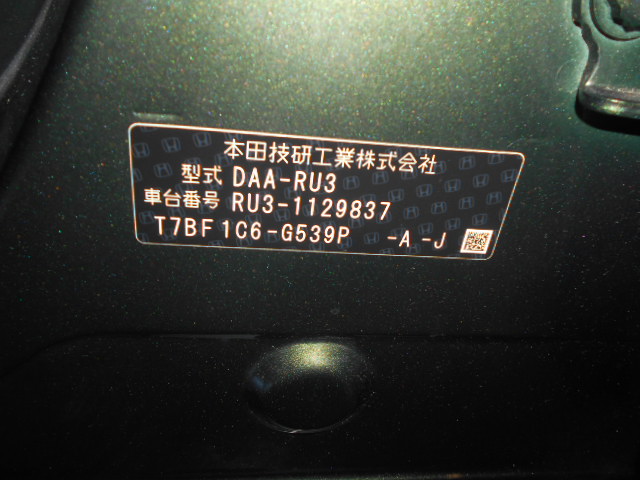 本田技研工業株式会社
型式 DAA-RU3
車台番号 RU3-1129837
T7BF1C6-G539P -A -J